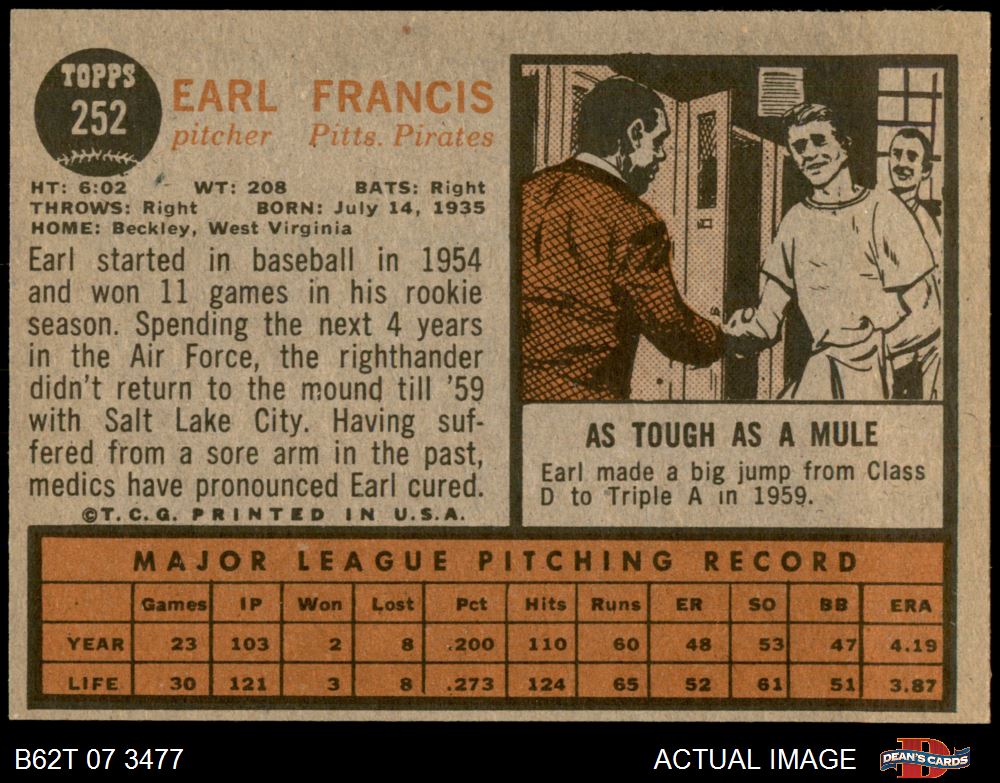 TOPPS
252
EARL FRANCIS
pitcher Pitts. Pirates
HT: 6:02 WT: 208 BATS: Right
THROWS: Right BORN: July 14, 1935
HOME: Beckley, West Virginia
Earl started in baseball in 1954
and won 11 games in his rookie
season. Spending the next 4 years
in the Air Force, the righthander
didn't return to the mound till '59
with Salt Lake City. Having suf-
fered from a sore arm in the past,
medics have pronounced Earl cured.
©T.C.G. PRINTED IN U.S.A.
AS TOUGH AS A MULE
Earl made a big jump from Class
D to Triple A in 1959.
MAJOR LEAGUE PITCHING RECORD
Games IP Won Lost Pct Hits Runs ER SO BB ERA
YEAR 23 103 2 8 .200 110 60 48 53 47 4.19
LIFE 30 121 3 8 .273 124 65 52 61 51 3.87
B62T 07 3477 ACTUAL IMAGE DEAN'S CARDS